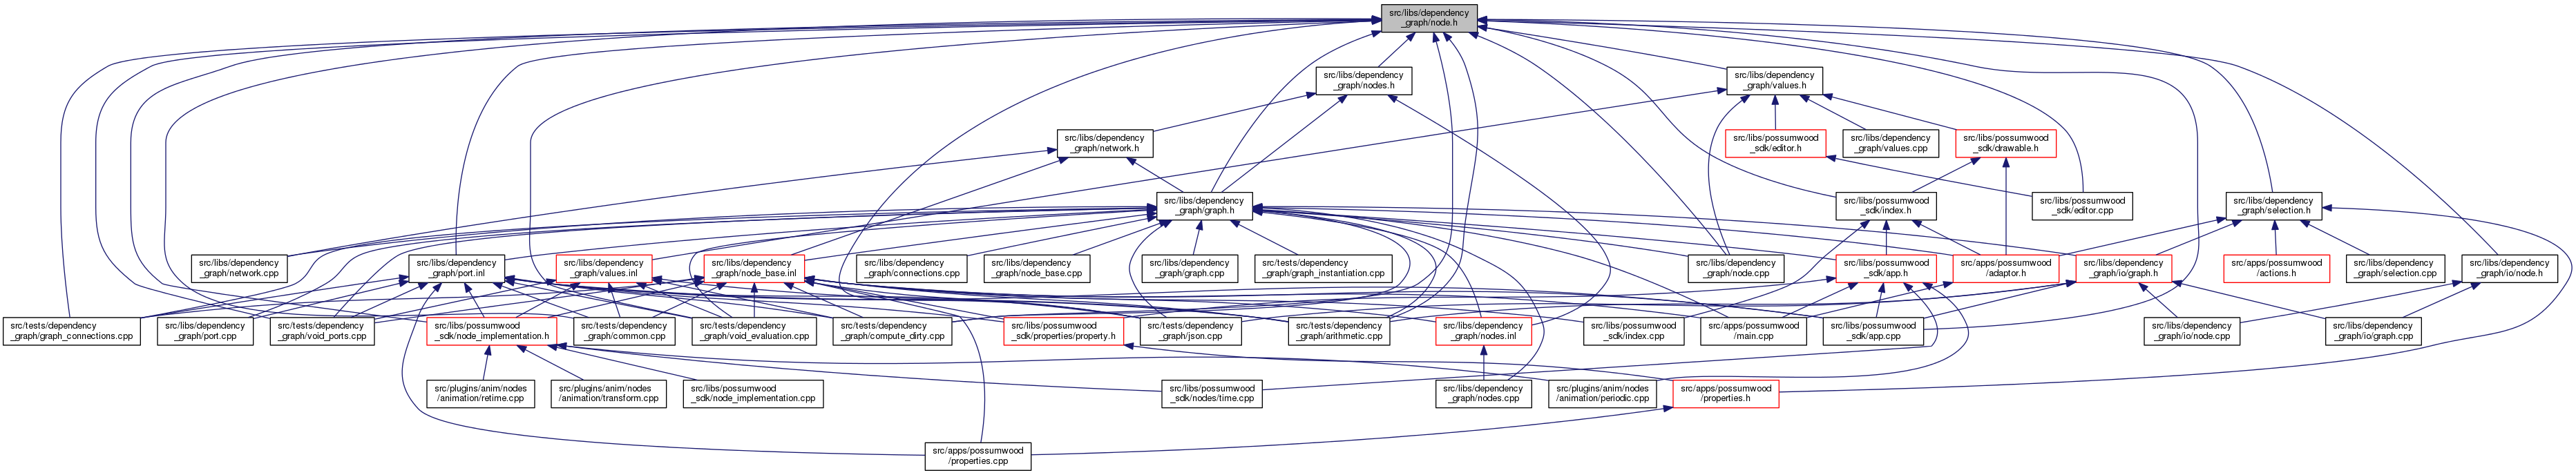 src/libs/dependency
_graph/node.h
src/libs/dependency
_graph/nodes.h
src/libs/dependency
_graph/values.h
src/libs/dependency
_graph/network.h
src/libs/possumwood
_sdk/editor.h
src/libs/dependency
_graph/values.cpp
src/libs/possumwood
_sdk/drawable.h
src/libs/dependency
_graph/graph.h
src/libs/possumwood
_sdk/index.h
src/libs/possumwood
_sdk/editor.cpp
src/libs/dependency
_graph/selection.h
src/libs/dependency
_graph/network.cpp
src/libs/dependency
_graph/port.inl
src/libs/dependency
_graph/values.inl
src/libs/dependency
_graph/node_base.inl
src/libs/dependency
_graph/connections.cpp
src/libs/dependency
_graph/node_base.cpp
src/libs/dependency
_graph/graph.cpp
src/tests/dependency
_graph/graph_instantiation.cpp
src/libs/dependency
_graph/node.cpp
src/libs/possumwood
_sdk/app.h
src/apps/possumwood
/adaptor.h
src/libs/dependency
_graph/io/graph.h
src/apps/possumwood
/actions.h
src/libs/dependency
_graph/selection.cpp
src/libs/dependency
_graph/io/node.h
src/tests/dependency
_graph/graph_connections.cpp
src/libs/dependency
_graph/port.cpp
src/tests/dependency
_graph/void_ports.cpp
src/libs/possumwood
_sdk/node_implementation.h
src/tests/dependency
_graph/common.cpp
src/tests/dependency
_graph/void_evaluation.cpp
src/tests/dependency
_graph/compute_dirty.cpp
src/libs/possumwood
_sdk/properties/property.h
src/tests/dependency
_graph/json.cpp
src/tests/dependency
_graph/arithmetic.cpp
src/libs/dependency
_graph/nodes.inl
src/libs/possumwood
_sdk/index.cpp
src/apps/possumwood
/main.cpp
src/libs/possumwood
_sdk/app.cpp
src/libs/dependency
_graph/io/node.cpp
src/libs/dependency
_graph/io/graph.cpp
src/plugins/anim/nodes
/animation/retime.cpp
src/plugins/anim/nodes
/animation/transform.cpp
src/libs/possumwood
_sdk/node_implementation.cpp
src/libs/possumwood
_sdk/nodes/time.cpp
src/libs/dependency
_graph/nodes.cpp
src/plugins/anim/nodes
/animation/periodic.cpp
src/apps/possumwood
/properties.h
src/apps/possumwood
/properties.cpp